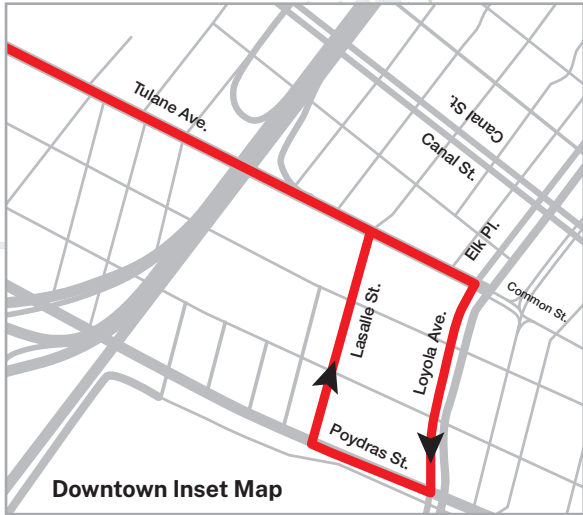 Tulane Ave.
Canal St.
Canal St.
Elk Pl.
Common St.
Lasalle St.
Loyola Ave.
Poydras St.
Downtown Inset Map